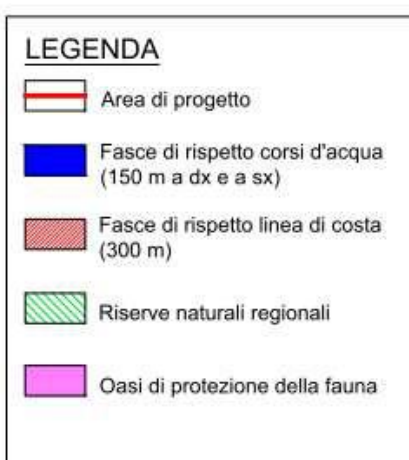 LEGENDA
Area di progetto
Fasce di rispetto corsi d'acqua
(150 m a dx e a sx)
Fasce di rispetto linea di costa
(300 m)
Riserve naturali regionali
Oasi di protezione della fauna